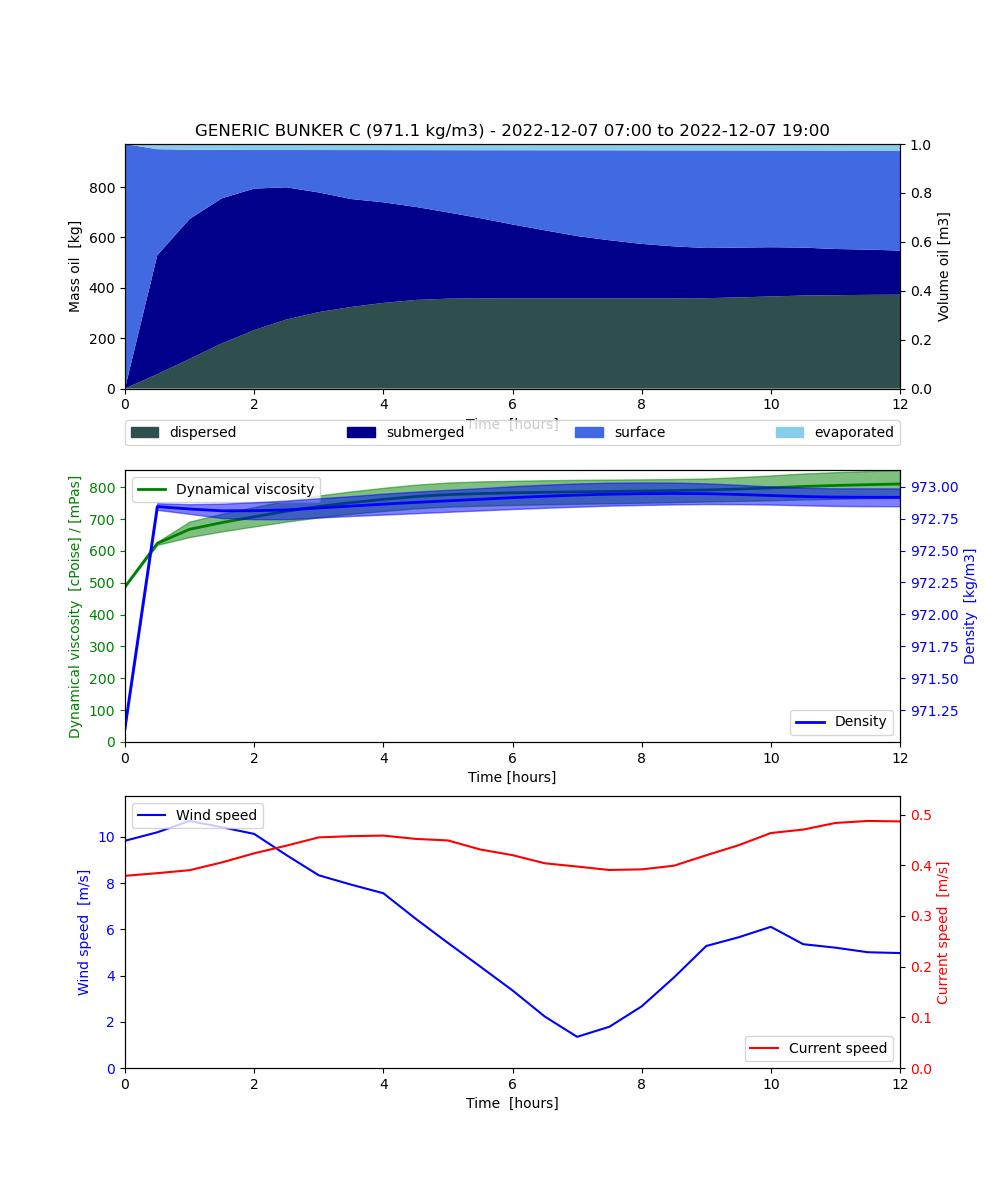 GENERIC BUNKER C (971.1 kg/m3) - 2022-12-07 07:00 to 2022-12-07 19:00
Mass oil [kg]
800
600
400
200
0
1.0
0.8
0.6
0.4
0.2
0.0
Volume oil [m3]
0 2 4 6 8 10 12
Time [hours]
dispersed submerged surface evaporated
Dynamical viscosity [cPoise] / [mPas]
800
700
600
500
400
300
200
100
0
Dynamical viscosity
973.00
972.75
972.50
972.25
972.00
971.75
971.50
971.25
Density [kg/m3]
Density
0 2 4 6 8 10 12
Time [hours]
Wind speed [m/s]
10
8
6
4
2
0
Wind speed
0.5
0.4
0.3
0.2
0.1
0.0
Current speed [m/s]
Current speed
0 2 4 6 8 10 12
Time [hours]